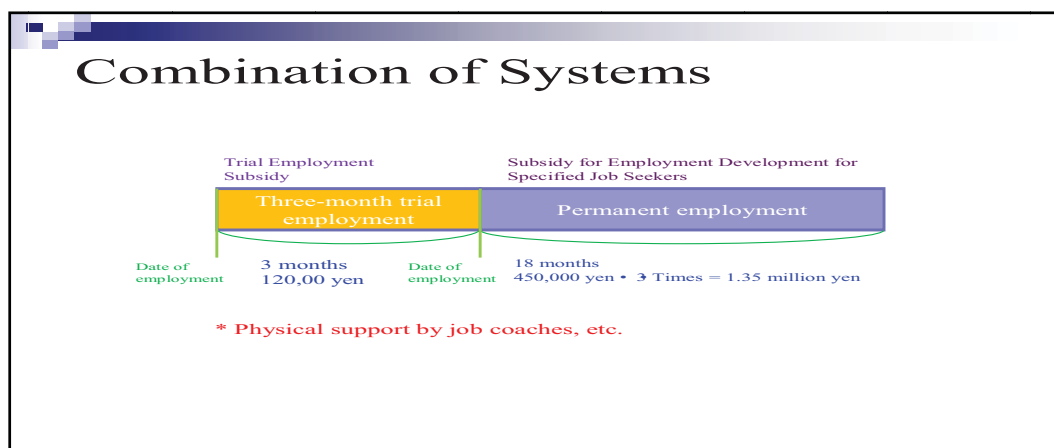 Combination of Systems
Trial Employment
Subsidy
Subsidy for Employment Development for
Specified Job Seekers
Three-month trial
employment
Permanent employment
Date of
employment
3 months
120,00 yen
Date of
employment
18 months
450,000 yen • 3 Times = 1.35 million yen
* Physical support by job coaches, etc.